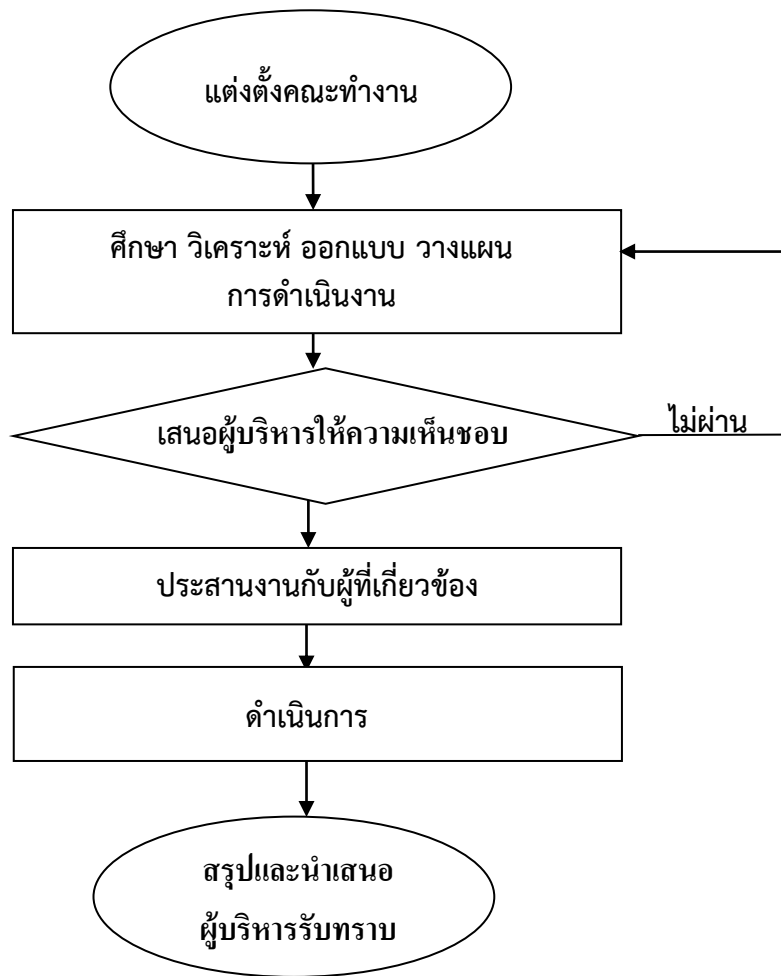 แต่งตั้งคณะทำงาน
ศึกษา วิเคราะห์ ออกแบบ วางแผน
การดำเนินงาน
เสนอผู้บริหารให้ความเห็นชอบ
ไม่ผ่าน
ประสานงานกับผู้ที่เกี่ยวข้อง
ดำเนินการ
สรุปและนำเสนอ
ผู้บริหารรับทราบ